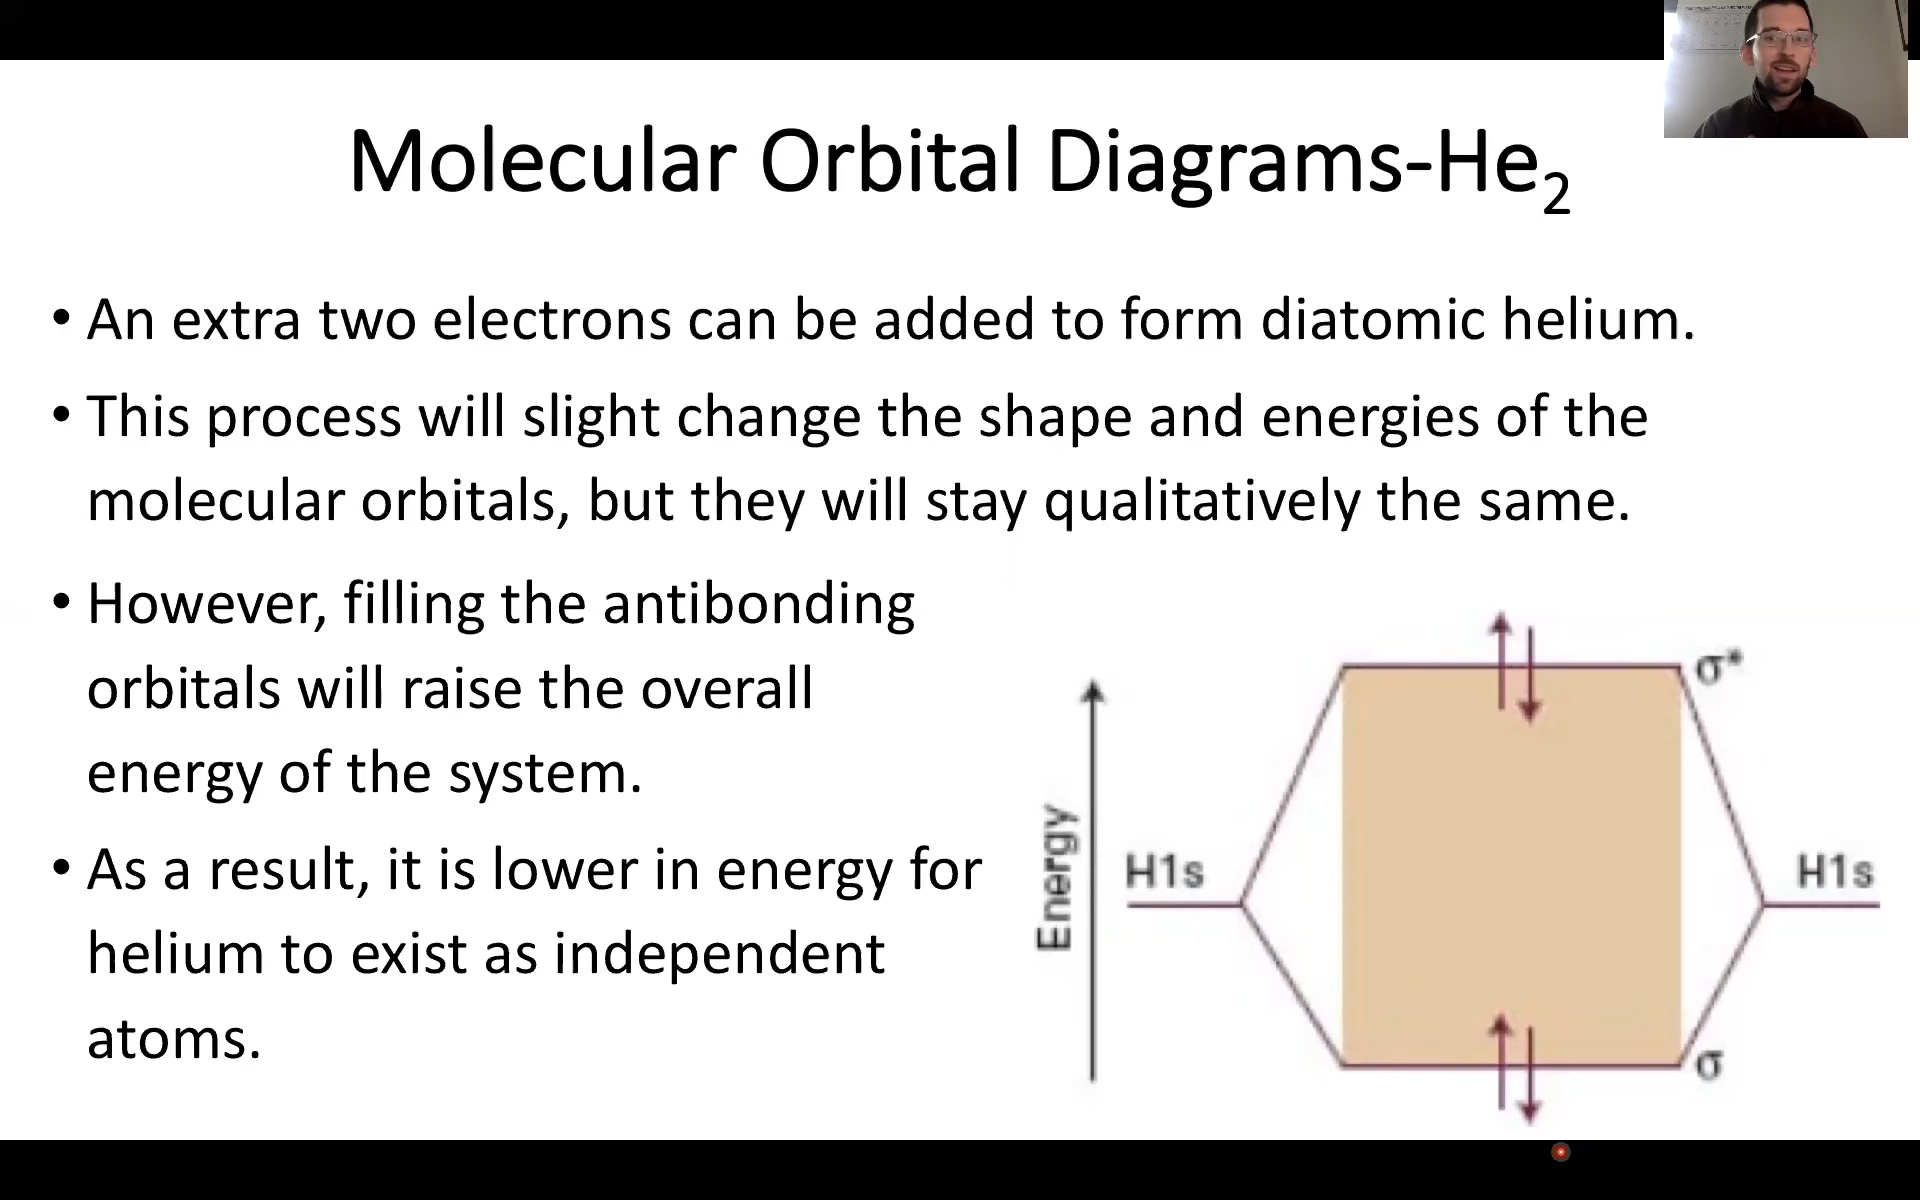 Molecular Orbital Diagrams-He₂
• An extra two electrons can be added to form diatomic helium.
• This process will slight change the shape and energies of the
molecular orbitals, but they will stay qualitatively the same.
• However, filling the antibonding
orbitals will raise the overall
energy of the system.
• As a result, it is lower in energy for
helium to exist as independent
atoms.
Energy
H1s
σ*
H1s
σ